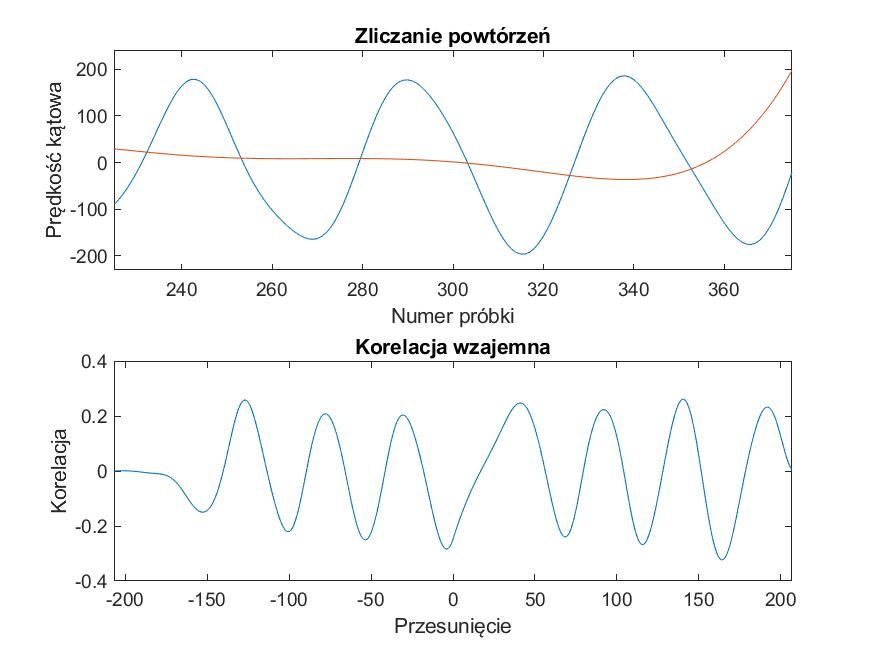 Zliczanie powtórzeń
200
100
0
-100
-200
Prędkość kątowa
240 260 280 300 320 340 360
Numer próbki
Korelacja wzajemna
0.4
0.2
0
-0.2
-0.4
Korelacja
-200 -150 -100 -50 0 50 100 150 200
Przesunięcie